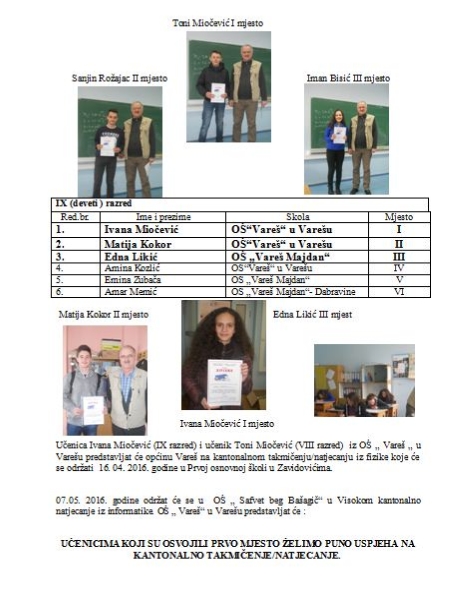 Toni Miočević I mjesto
Sanjin Rožajac II mjesto
Iman Bisić III mjesto
IX (deveti) razred
Red.br. Ime i prezime Škola Mjesto
1. Ivana Miočević OŠ“Vareš“ u Varešu I
2. Matija Kokor OŠ“Vareš“ u Varešu II
3. Edna Likić OŠ „Vareš Majdan“ III
4. Amina Kozlić OŠ“Vareš“ u Varešu IV
5. Emina Zubača OŠ „Vareš Majdan“ V
6. Amar Memić OŠ „Vareš Majdan“- Dabravine VI
Matija Kokor II mjesto
Edna Likić III mjest
Ivana Miočević I mjesto
Učenica Ivana Miočević (IX razred) i učenik Toni Miočević (VIII razred) iz OŠ „ Vareš „ u
Varešu predstavljat će općinu Vareš na kantonalnom takmičenju/natjecanju iz fizike koje će
se održati 16. 04. 2016. godine u Prvoj osnovnoj školi u Zavidovićima.
07.05. 2016. godine održat će se u OŠ „ Safvet beg Bašagić“ u Visokom kantonalno
natjecanje iz informatike. OŠ „ Vareš“ u Varešu predstavljat će :
UČENICIMA KOJI SU OSVOJILI PRVO MJESTO ŽELIMO PUNO USPJEHA NA
KANTONALNO TAKMIČENJE/NATJECANJE.